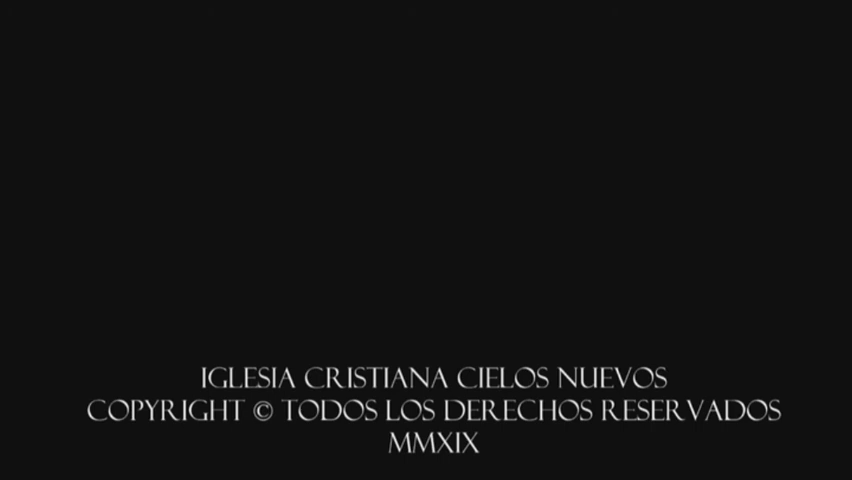 IGLESIA CRISTIANA CIELOS NUEVOS
COPYRIGHT © TODOS LOS DERECHOS RESERVADOS
MMXIX